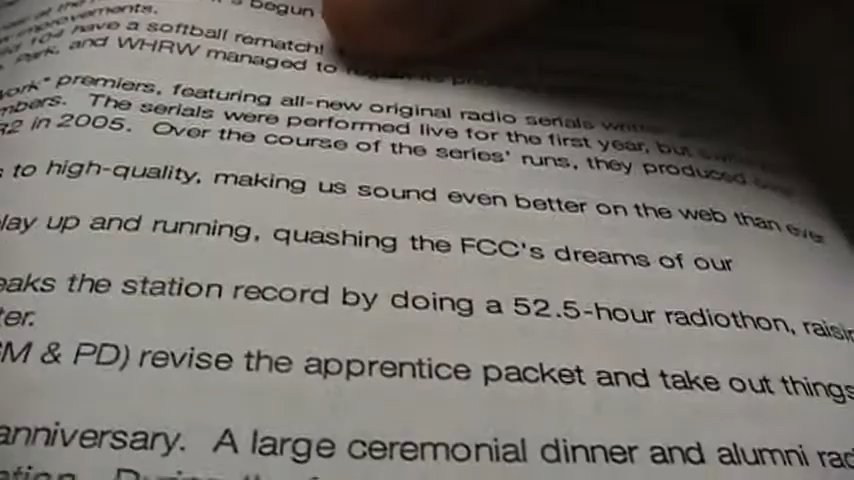 begun
improvements.
104 have a softball rematch!
Park, and WHRW managed to
ork" premiers, featuring all-new original radio serials
mbers. The serials were performed live for the first year, but
2 in 2005. Over the course of the series' runs, they produced
to high-quality, making us sound even better on the web than ever
lay up and running, quashing the FCC's dreams of our
eaks the station record by doing a 52.5-hour radiothon, raisin
ter.
M & PD) revise the apprentice packet and take out things
anniversary. A large ceremonial dinner and alumni rad